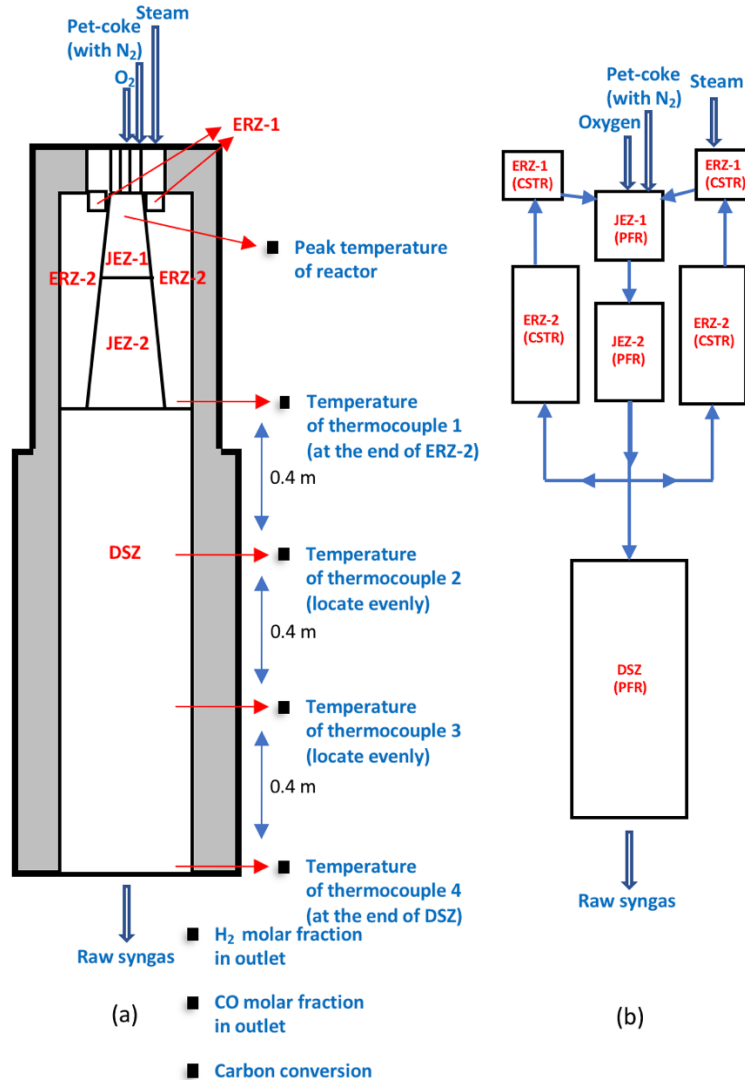 Steam
Pet-coke
(with N2)
O2
ERZ-1
JEZ-1
ERZ-2
ERZ-2
JEZ-2
DSZ
Raw syngas
(a)
Peak temperature
of reactor
Temperature
of thermocouple 1
(at the end of ERZ-2)
0.4 m
Temperature
of thermocouple 2
(locate evenly)
0.4 m
Temperature
of thermocouple 3
(locate evenly)
0.4 m
Temperature
of thermocouple 4
(at the end of DSZ)
H2 molar fraction
in outlet
CO molar fraction
in outlet
Carbon conversion
Pet-coke
(with N2)
Steam
Oxygen
ERZ-1
(CSTR)
ERZ-1
(CSTR)
JEZ-1
(PFR)
ERZ-2
(CSTR)
JEZ-2
(PFR)
ERZ-2
(CSTR)
DSZ
(PFR)
Raw syngas
(b)